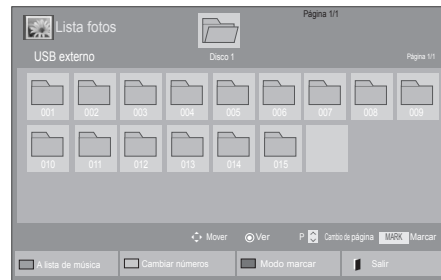 Página 1/1
Lista fotos
USB externo
Disco 1
Página 1/1
001 002 003 004 005 006 007 008 009
010 011 012 013 014 015
Mover Ver P Cambio de página MARK Marcar
A lista de música Cambiar números Modo marcar Salir